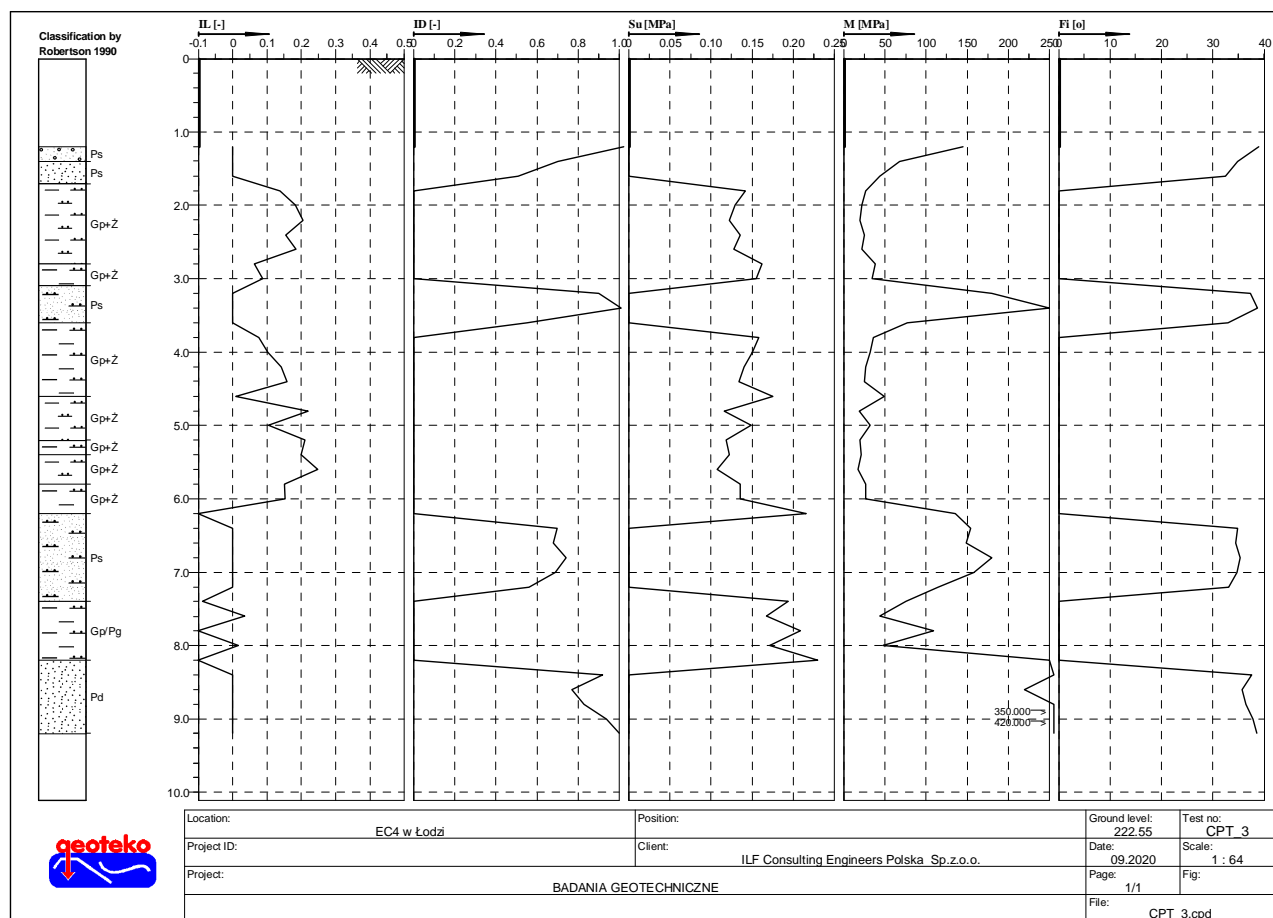 Classification by
Robertson 1990
IL [-]
-0.1 0 0.1 0.2 0.3 0.4 0.5
ID [-]
0 0.2 0.4 0.6 0.8 1.0
Su [MPa]
0 0.05 0.10 0.15 0.20 0.25
M [MPa]
0 50 100 150 200 250
Fi [o]
0 10 20 30 40
0
1.0
2.0
3.0
4.0
5.0
6.0
7.0
8.0
9.0
10.0
Ps
Ps
Gp+Ż
Gp+Ż
Ps
Gp+Ż
Gp+Ż
Gp+Ż
Gp+Ż
Gp+Ż
Ps
Gp/Pg
Pd
350.000
420.000
geoteko
Location:
EC4 w Łodzi
Position:
Ground level:
222.55
Test no:
CPT_3
Project ID:
Client:
ILF Consulting Engineers Polska Sp.z.o.o.
Date:
09.2020
Scale:
1 : 64
Project:
BADANIA GEOTECHNICZNE
Page:
1/1
Fig:
File:
CPT_3.cpd